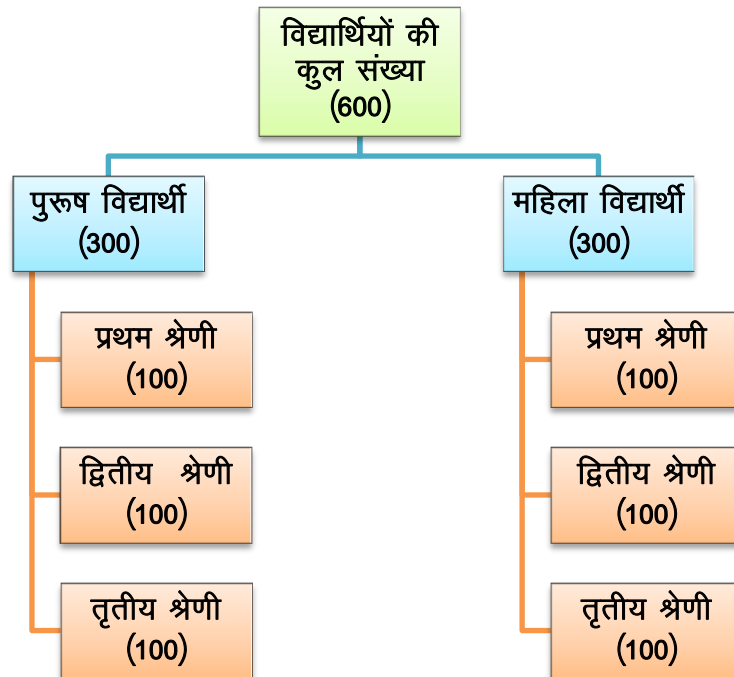 विद्यार्थियों की
कुल संख्या
(600)
पुरूष विद्यार्थी
(300)
महिला विद्यार्थी
(300)
प्रथम श्रेणी
(100)
प्रथम श्रेणी
(100)
द्वितीय श्रेणी
(100)
द्वितीय श्रेणी
(100)
तृतीय श्रेणी
(100)
तृतीय श्रेणी
(100)